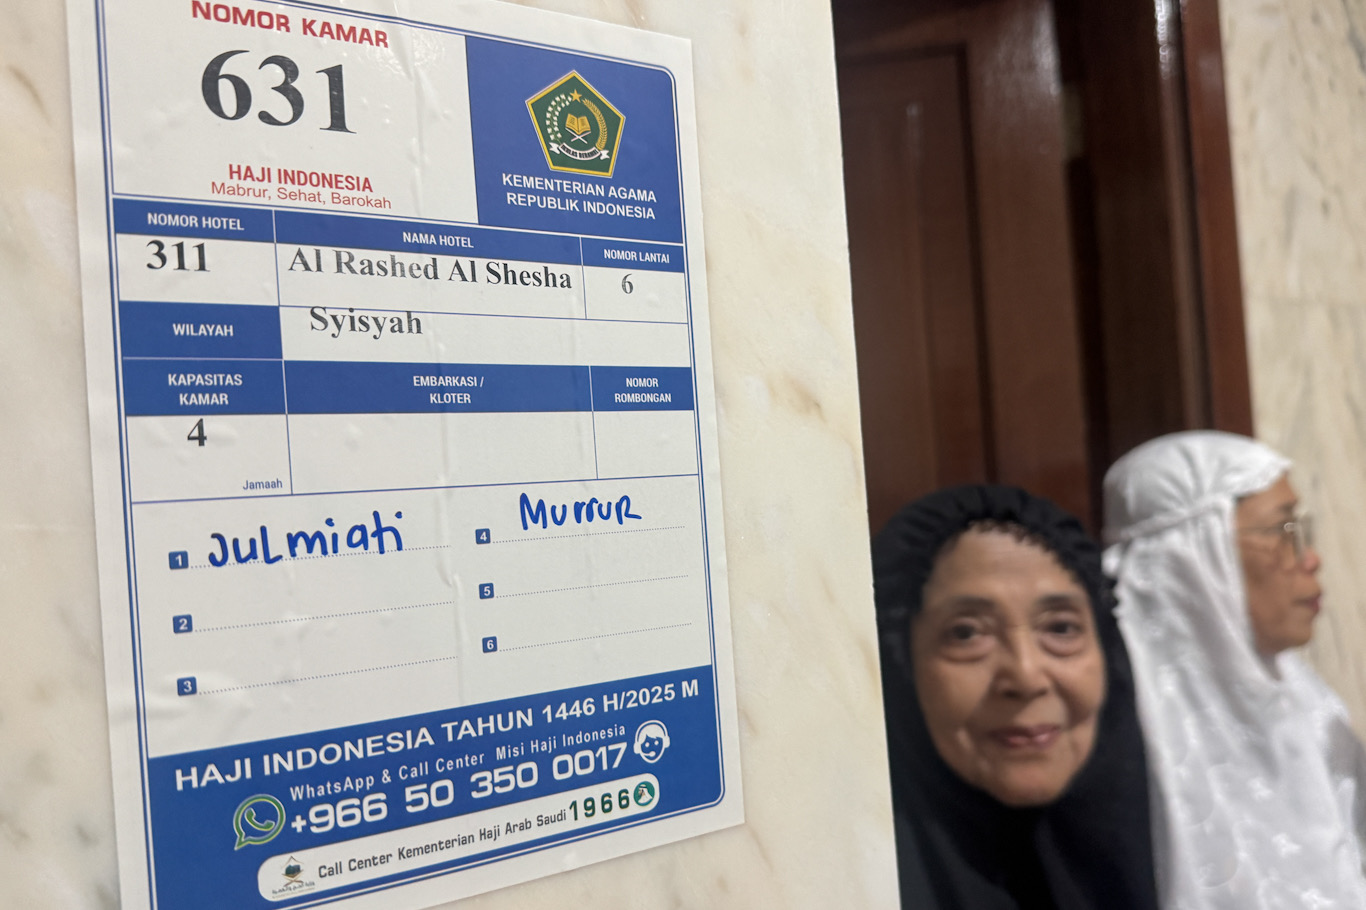 NOMOR KAMAR
631
HAJI INDONESIA
Mabrur, Sehat, Barokah
IKHLAS BERAMAL
KEMENTERIAN AGAMA
REPUBLIK INDONESIA
NOMOR HOTEL
311
NAMA HOTEL
Al Rashed Al Shesha
NOMOR LANTAI
6
WILAYAH
Syisyah
KAPASITAS
KAMAR
4
Jamaah
EMBARKASI /
KLOTER
NOMOR
ROMBONGAN
1 Julmiati
2
3
4 Murrur
5
6
HAJI INDONESIA TAHUN 1446 H/2025 M
WhatsApp & Call Center Misi Haji Indonesia
+966 50 350 0017
Call Center Kementerian Haji Arab Saudi 1966